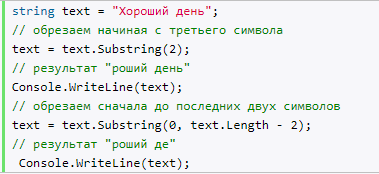 string text = "Хороший день";
// обрезаем начиная с третьего символа
text = text.Substring(2);
// результат "роший день"
Console.WriteLine(text);
// обрезаем сначала до последних двух символов
text = text.Substring(0, text.Length - 2);
// результат "роший де"
Console.WriteLine(text);